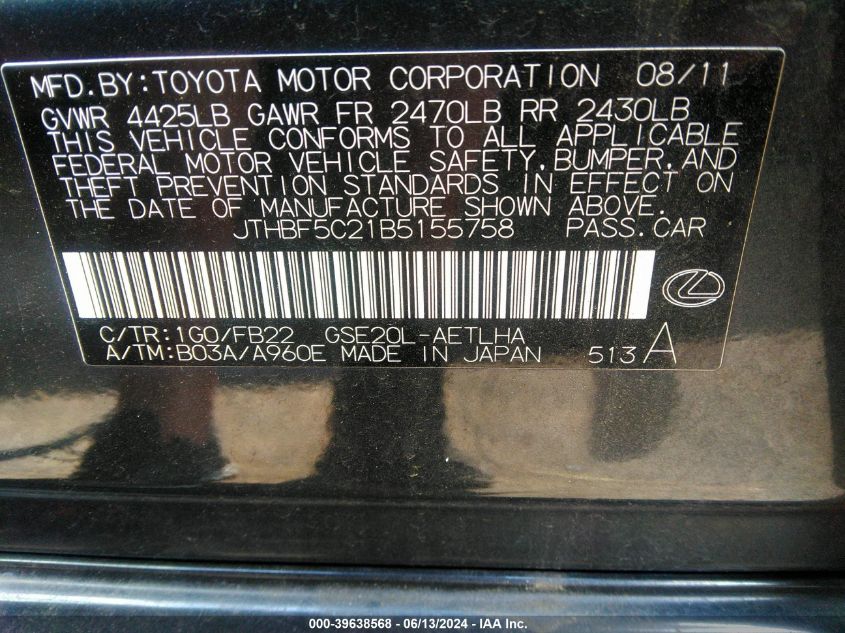 MFD.BY:TOYOTA MOTOR CORPORATION 08/11
GVWR 4425LB GAWR FR 2470LB RR 2430LB
THIS VEHICLE CONFORMS TO ALL APPLICABLE
FEDERAL MOTOR VEHICLE SAFETY, BUMPER, AND
THEFT PREVENTION STANDARDS IN EFFECT ON
THE DATE OF MANUFACTURE SHOWN ABOVE.
JTHBF5C21B5155758 PASS.CAR
C/TR:1G0/FB22 GSE20L-AETLHA
A/TM:B03A/A960E MADE IN JAPAN 513 A
000-39638568 - 06/13/2024 - IAA Inc.